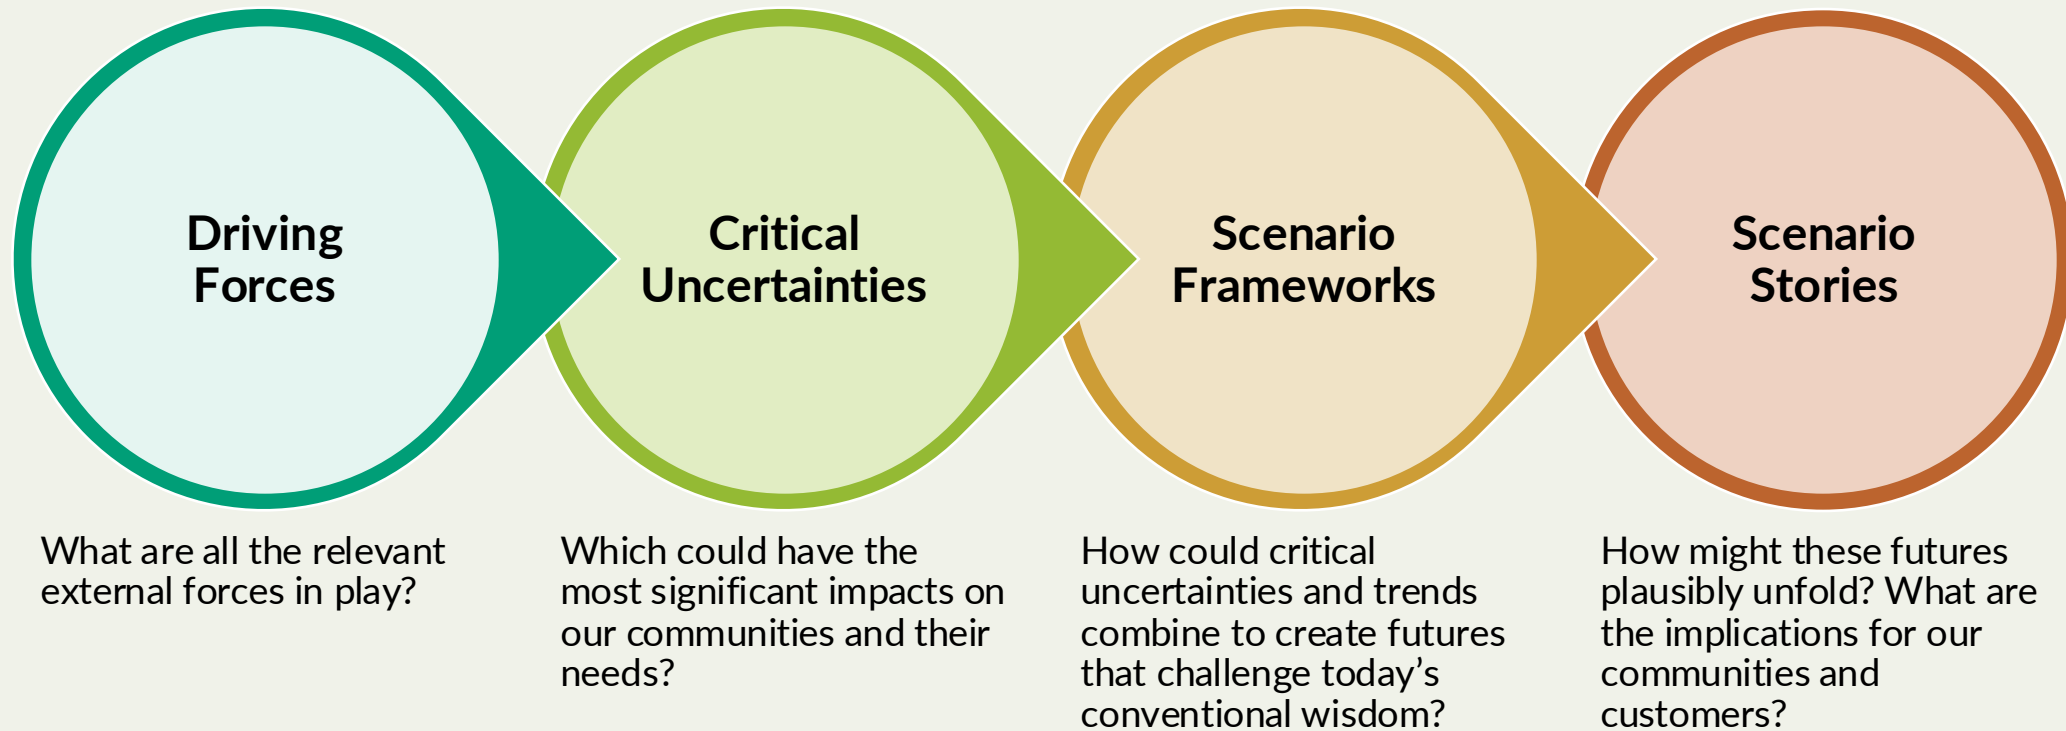 Driving
Forces
Critical
Uncertainties
Scenario
Frameworks
Scenario
Stories
What are all the relevant
external forces in play?
Which could have the
most significant impacts on
our communities and their
needs?
How could critical
uncertainties and trends
combine to create futures
that challenge today’s
conventional wisdom?
How might these futures
plausibly unfold? What are
the implications for our
communities and
customers?